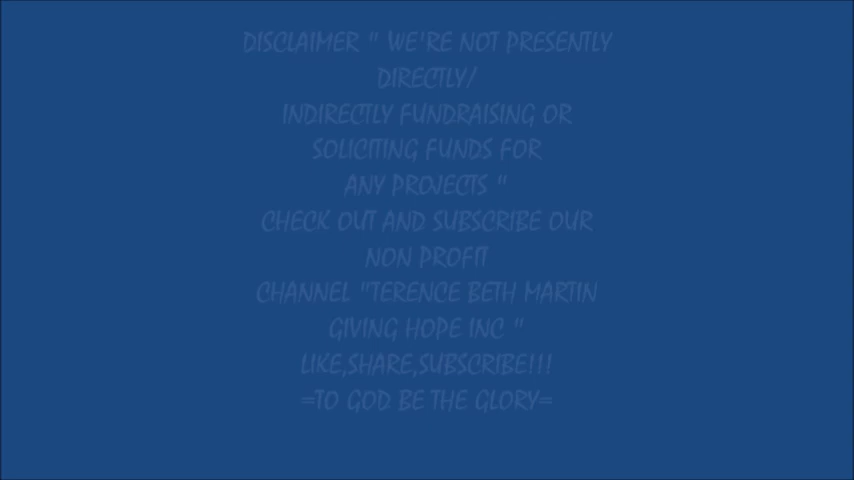 DISCLAIMER " WE'RE NOT PRESENTLY
DIRECTLY/
INDIRECTLY FUNDRAISING OR
SOLICITING FUNDS FOR
ANY PROJECTS "
CHECK OUT AND SUBSCRIBE OUR
NON PROFIT
CHANNEL "TERENCE BETH MARTIN
GIVING HOPE INC "
LIKE,SHARE,SUBSCRIBE!!!
=TO GOD BE THE GLORY=